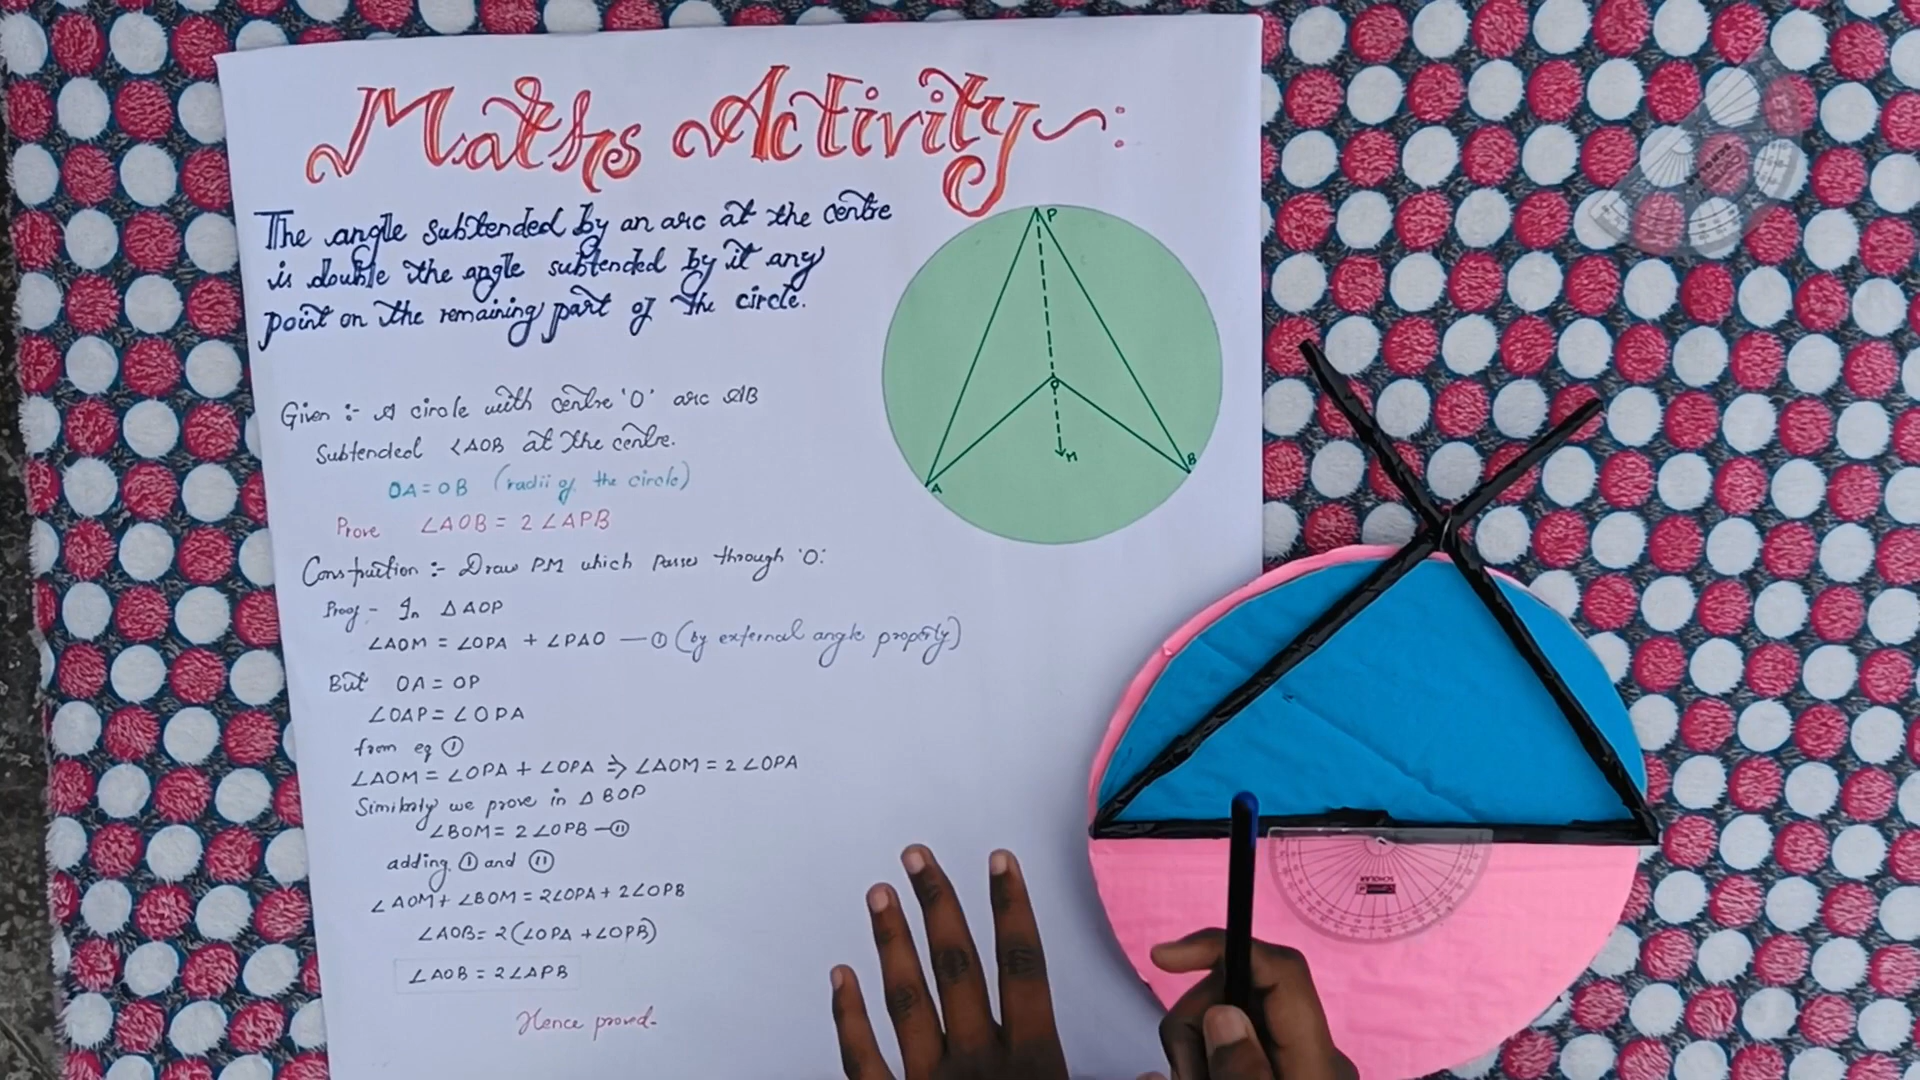 Maths Activity :
The angle subtended by an arc at the centre
is double the angle subtended by it any
point on the remaining part of the circle.
Given :- A circle with centre 'O' arc AB
Subtended ∠AOB at the centre.
OA = OB (radii of the circle)
Prove ∠AOB = 2 ∠APB
Construction :- Draw PM which Passes through 'O'.
Proof - In ΔAOP
∠AOM = ∠OPA + ∠PAO — ① (by external angle property)
But OA = OP
∠OAP = ∠OPA
from eq ①
∠AOM = ∠OPA + ∠OPA ⇒ ∠AOM = 2 ∠OPA
Similarly we prove in ΔBOP
∠BOM = 2 ∠OPB — ⑪
adding ① and ⑪
∠AOM + ∠BOM = 2∠OPA + 2∠OPB
∠AOB = 2 (∠OPA + ∠OPB)
∠AOB = 2∠APB
Hence proved.
P
O
M
A
B
SCHOLAR